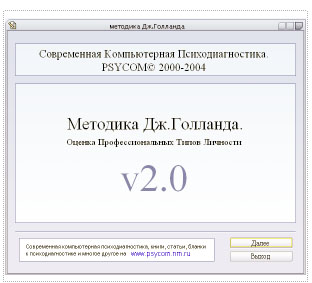 методика Дж.Голланда
Современная Компьютерная Психодиагностика.
PSYCOM© 2000-2004
Методика Дж.Голланда.
Оценка Профессиональных Типов Личности
v2.0
Современная компьютерная психодиагностика, книги, статьи, бланки
к психодиагностике и многое другое на www.psycom.nm.ru
Далее
Выход